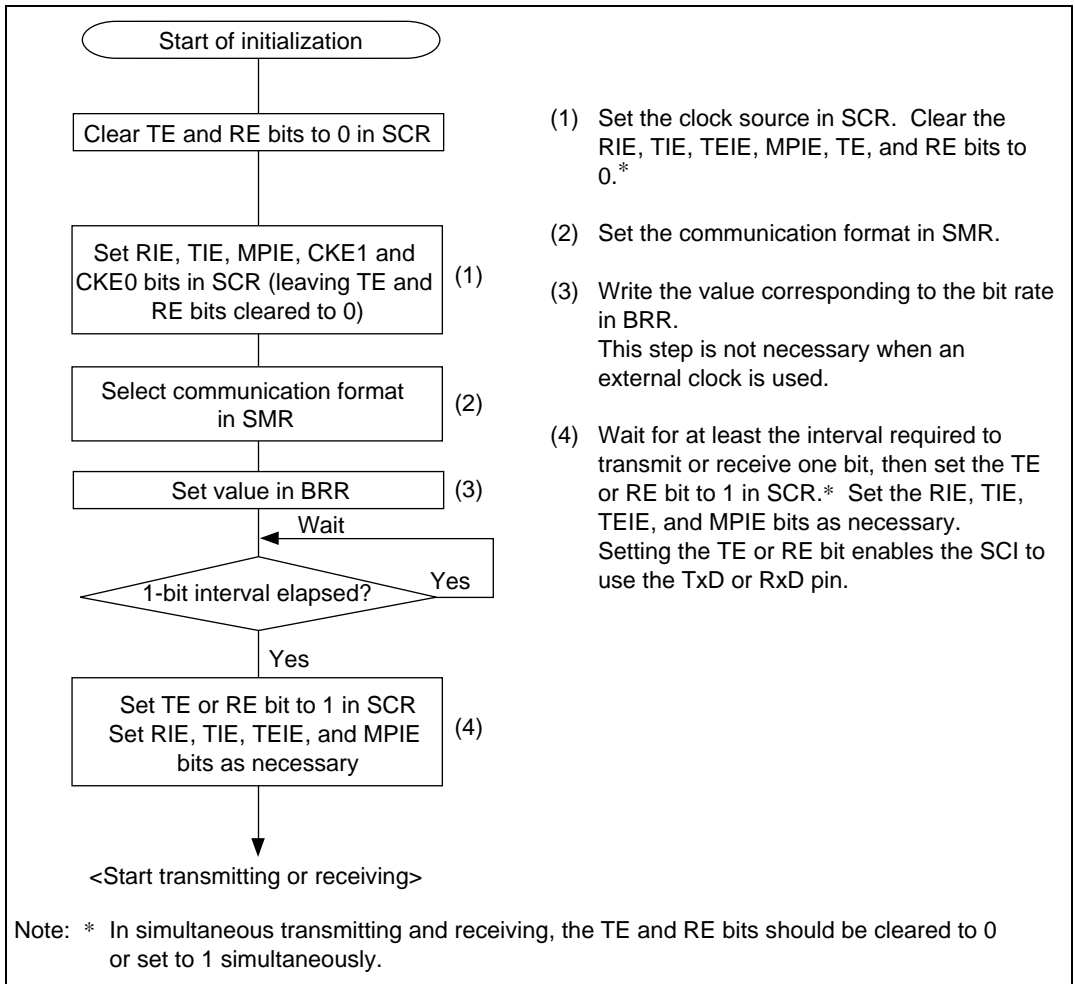 Start of initialization
Clear TE and RE bits to 0 in SCR
Set RIE, TIE, MPIE, CKE1 and
CKE0 bits in SCR (leaving TE and
RE bits cleared to 0)
(1)
Select communication format
in SMR
(2)
Set value in BRR
(3)
Wait
1-bit interval elapsed?
Yes
Yes
Set TE or RE bit to 1 in SCR
Set RIE, TIE, TEIE, and MPIE
bits as necessary
(4)
<Start transmitting or receiving>
(1) Set the clock source in SCR. Clear the
RIE, TIE, TEIE, MPIE, TE, and RE bits to
0.*
(2) Set the communication format in SMR.
(3) Write the value corresponding to the bit rate
in BRR.
This step is not necessary when an
external clock is used.
(4) Wait for at least the interval required to
transmit or receive one bit, then set the TE
or RE bit to 1 in SCR.* Set the RIE, TIE,
TEIE, and MPIE bits as necessary.
Setting the TE or RE bit enables the SCI to
use the TxD or RxD pin.
Note: * In simultaneous transmitting and receiving, the TE and RE bits should be cleared to 0
or set to 1 simultaneously.